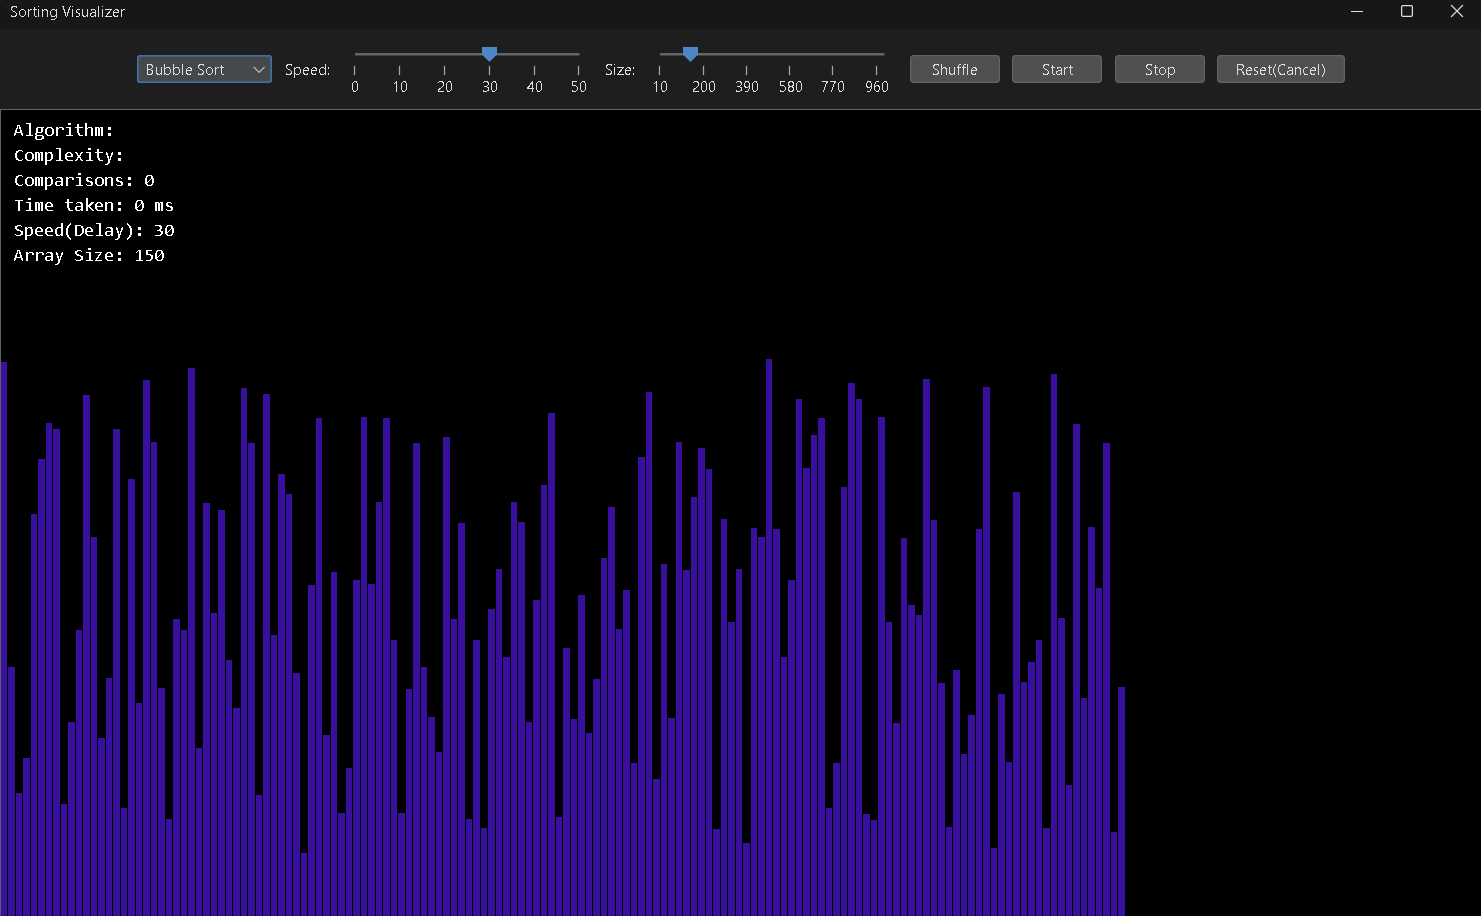 Sorting Visualizer
Bubble Sort Speed: Size: Shuffle Start Stop Reset(Cancel)
0 10 20 30 40 50 10 200 390 580 770 960
Algorithm:
Complexity:
Comparisons: 0
Time taken: 0 ms
Speed(Delay): 30
Array Size: 150